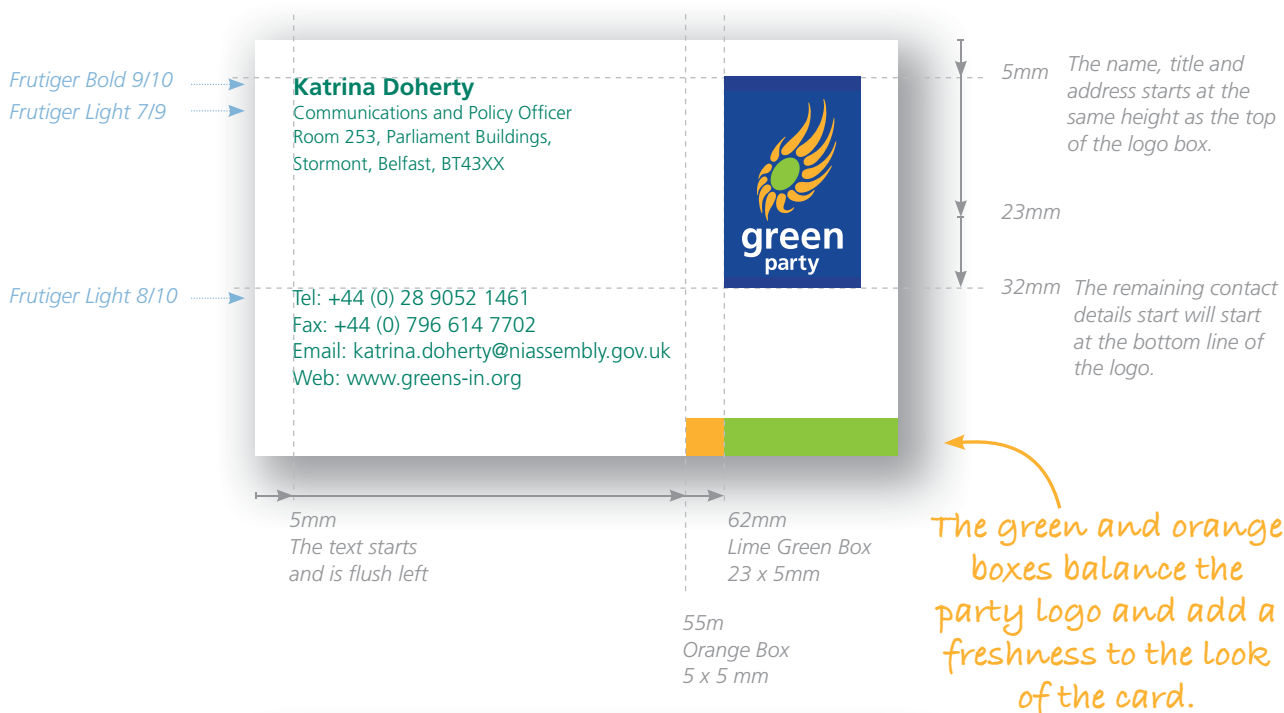 Frutiger Bold 9/10
Frutiger Light 7/9
Katrina Doherty
Communications and Policy Officer
Room 253, Parliament Buildings,
Stormont, Belfast, BT43XX
green
party
5mm
The name, title and
address starts at the
same height as the top
of the logo box.
23mm
Frutiger Light 8/10
Tel: +44 (0) 28 9052 1461
Fax: +44 (0) 796 614 7702
Email: katrina.doherty@niassembly.gov.uk
Web: www.greens-in.org
32mm
The remaining contact
details start will start
at the bottom line of
the logo.
5mm
The text starts
and is flush left
62mm
Lime Green Box
23 x 5mm
55m
Orange Box
5 x 5 mm
The green and orange
boxes balance the
party logo and add a
freshness to the look
of the card.